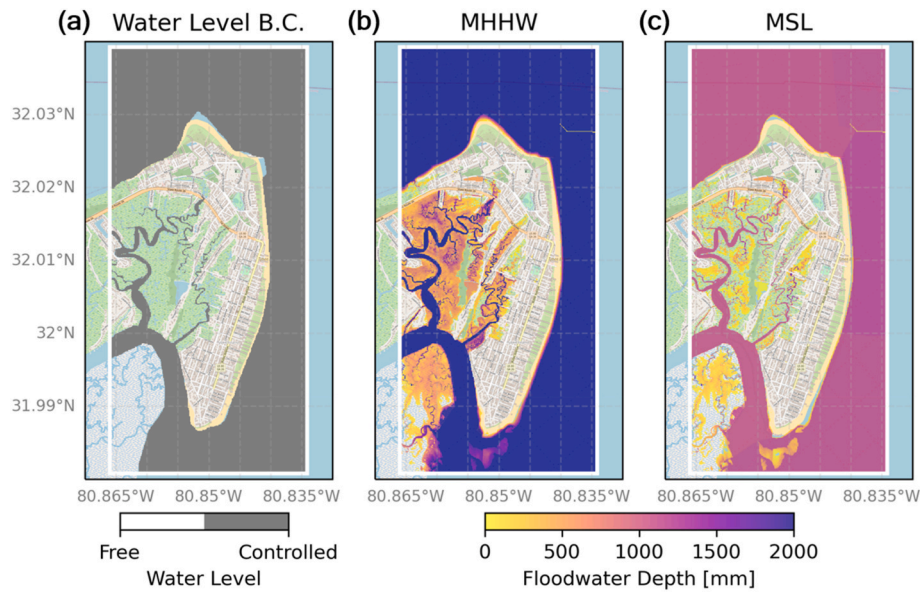 (a) Water Level B.C. (b) MHHW (c) MSL
32.03°N
32.02°N
32.01°N
32°N
31.99°N
80.865°W 80.85°W 80.835°W 80.865°W 80.85°W 80.835°W 80.865°W 80.85°W 80.835°W
Free Controlled 0 500 1000 1500 2000
Water Level Floodwater Depth [mm]